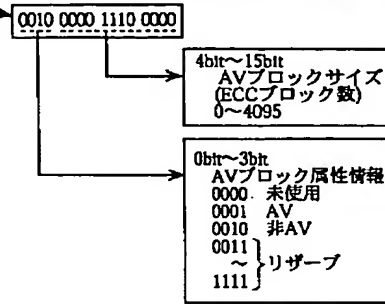 0010 0000 1110 0000
4bit～15bit
AVブロックサイズ
(ECCブロック数)
0～4095
0bit～3bit
AVブロック属性情報
0000 未使用
0001 AV
0010 非AV
0011
～ リザーブ
1111